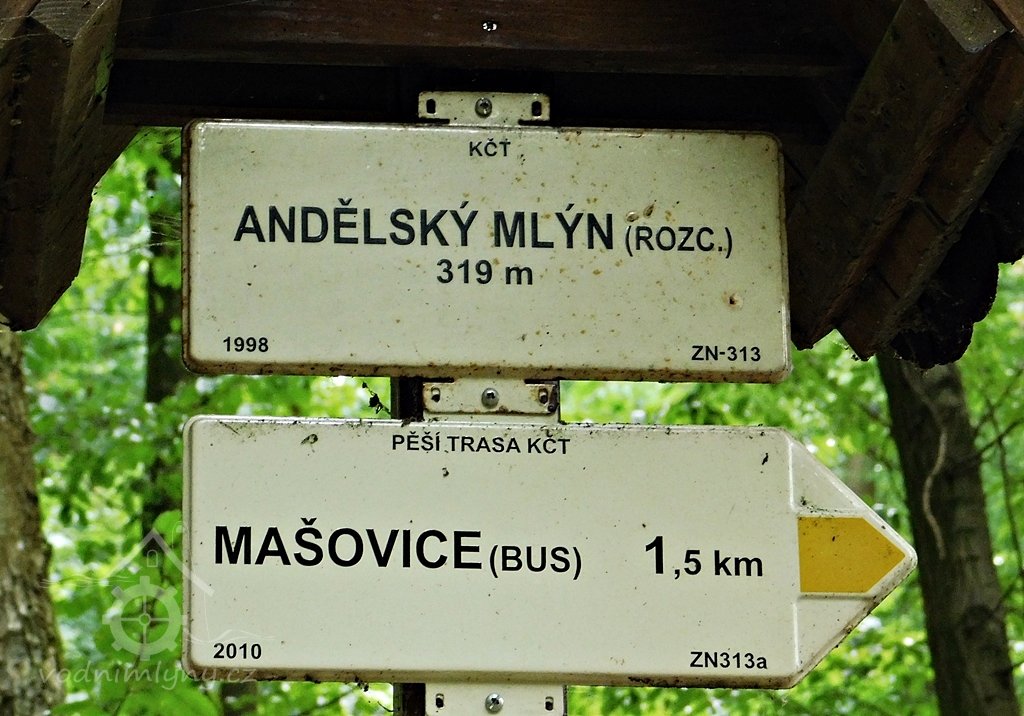 KČT
ANDĚLSKÝ MLÝN (ROZC.)
319 m
1998 ZN-313
PĚŠÍ TRASA KČT
MAŠOVICE (BUS) 1,5 km
2010 ZN313a
vodnimlyny.cz